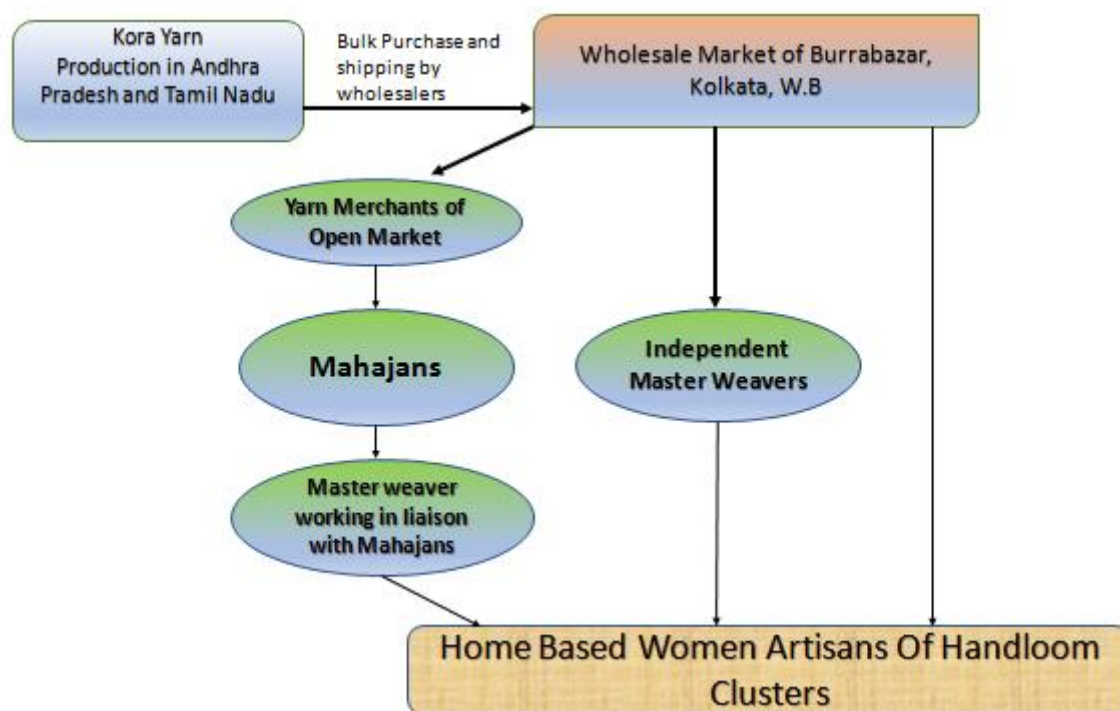 Kora Yarn
Production in Andhra
Pradesh and Tamil Nadu
Bulk Purchase and
shipping by
wholesalers
Wholesale Market of Burrabazar,
Kolkata, W.B
Yarn Merchants of
Open Market
Mahajans
Independent
Master Weavers
Master weaver
working in liaison
with Mahajans
Home Based Women Artisans Of Handloom
Clusters